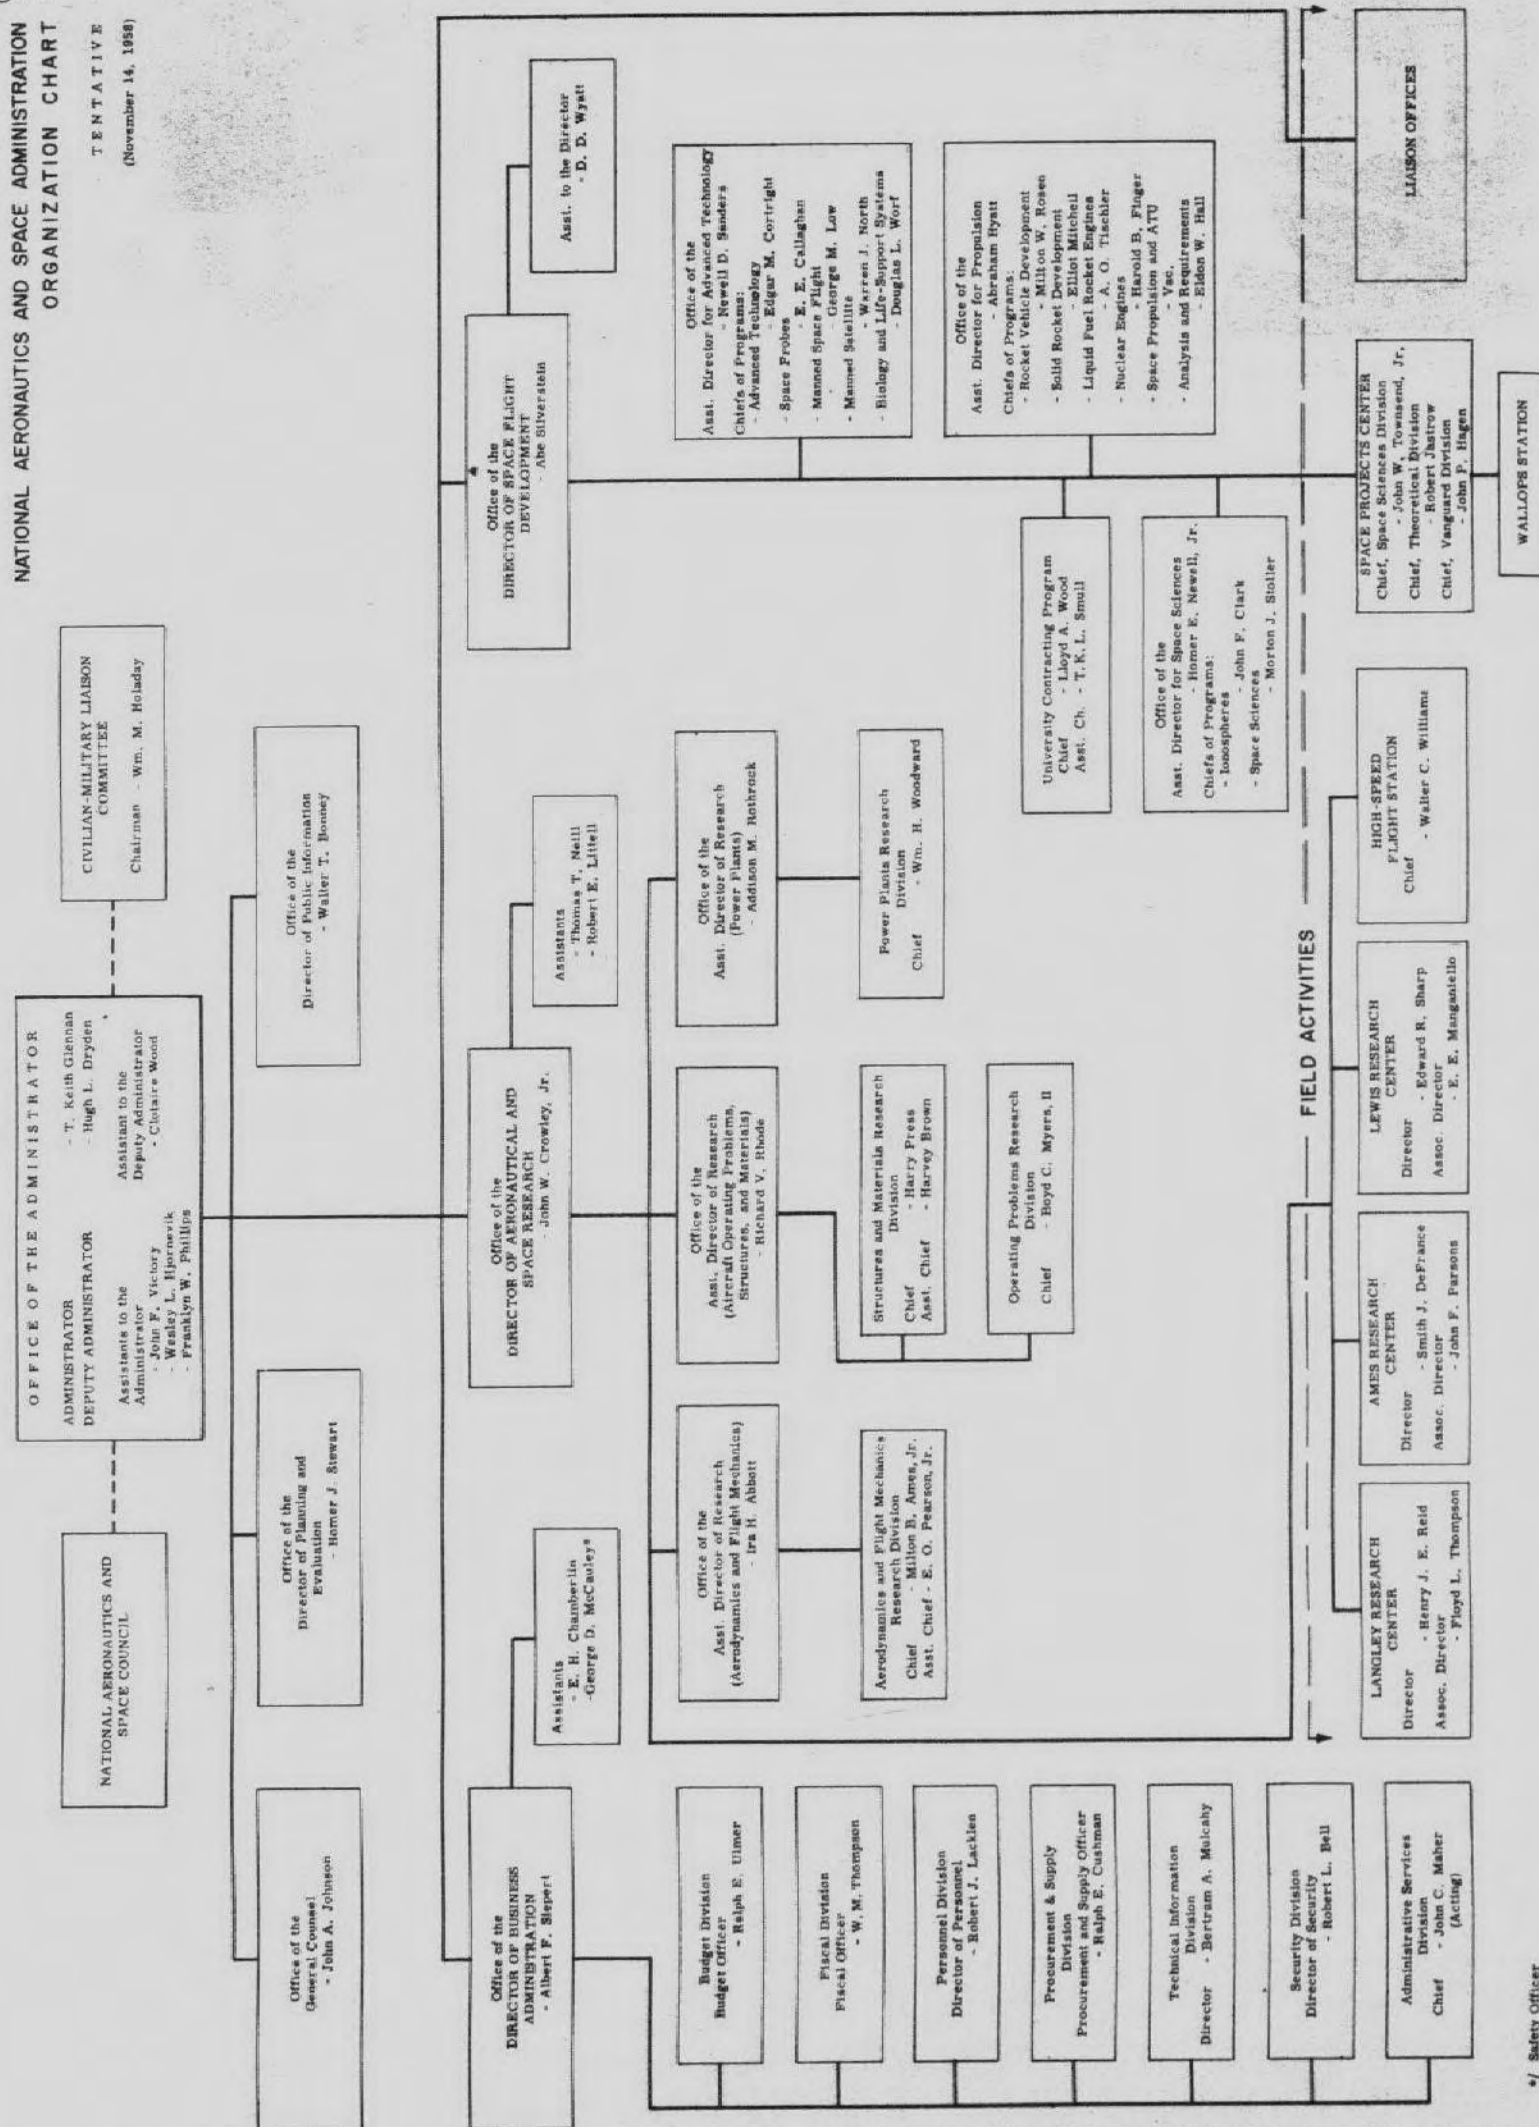 NATIONAL AERONAUTICS AND SPACE ADMINISTRATION
ORGANIZATION CHART
TENTATIVE
(November 14, 1958)
OFFICE OF THE ADMINISTRATOR
ADMINISTRATOR - T. Keith Glennan
DEPUTY ADMINISTRATOR - Hugh L. Dryden
Assistants to the
Administrator
- John F. Victory
- Wesley L. Hjornevik
- Franklyn W. Phillips
Assistant to the
Deputy Administrator
- Clotaire Wood
NATIONAL AERONAUTICS AND
SPACE COUNCIL
CIVILIAN-MILITARY LIAISON
COMMITTEE
Chairman - Wm. M. Holaday
Office of the
General Counsel
- John A. Johnson
Office of the
Director of Planning and
Evaluation
- Homer J. Stewart
Office of the
Director of Public Information
- Walter T. Bonney
Office of the
DIRECTOR OF BUSINESS
ADMINISTRATION
- Albert F. Siepert
Assistants
- E. H. Chamberlin
-George D. McCauley*
Office of the
DIRECTOR OF AERONAUTICAL AND
SPACE RESEARCH
- John W. Crowley, Jr.
Assistants
- Thomas T. Neill
- Robert E. Littell
Office of the
DIRECTOR OF SPACE FLIGHT
DEVELOPMENT
- Abe Silverstein
Asst. to the Director
- D. D. Wyatt
Budget Division
Budget Officer
- Ralph E. Ulmer
Fiscal Division
Fiscal Officer
- W. M. Thompson
Personnel Division
Director of Personnel
- Robert J. Lacklen
Procurement & Supply
Division
Procurement and Supply Officer
- Ralph E. Cushman
Technical Information
Division
Director - Bertram A. Mulcahy
Security Division
Director of Security
- Robert L. Bell
Administrative Services
Division
Chief - John C. Maher
(Acting)
Office of the
Asst. Director of Research
(Aerodynamics and Flight Mechanics)
- Ira H. Abbott
Aerodynamics and Flight Mechanics
Research Division
Chief - Milton B. Ames, Jr.
Asst. Chief - E. O. Pearson, Jr.
Office of the
Asst. Director of Research
(Aircraft Operating Problems,
Structures, and Materials)
- Richard V. Rhode
Structures and Materials Research
Division
Chief - Harry Press
Asst. Chief - Harvey Brown
Operating Problems Research
Division
Chief - Boyd C. Myers, II
Office of the
Asst. Director of Research
(Power Plants)
- Addison M. Rothrock
Power Plants Research
Division
Chief - Wm. H. Woodward
Office of the
Asst. Director for Advanced Technology
- Newell D. Sanders
Chiefs of Programs:
- Advanced Technology
- Edgar M. Cortright
- Space Probes
- E. E. Callaghan
- Manned Space Flight
- George M. Low
- Manned Satellite
- Warren J. North
- Biology and Life-Support Systems
- Douglas L. Worf
Office of the
Asst. Director for Propulsion
- Abraham Hyatt
Chiefs of Programs:
- Rocket Vehicle Development
- Milton W. Rosen
- Solid Rocket Development
- Elliot Mitchell
- Liquid Fuel Rocket Engines
- A. O. Tischler
- Nuclear Engines
- Harold B. Finger
- Space Propulsion and ATU
- Vac.
- Analysis and Requirements
- Eldon W. Hall
University Contracting Program
Chief - Lloyd A. Wood
Asst. Ch. - T.K.L. Smull
Office of the
Asst. Director for Space Sciences
- Homer E. Newell, Jr.
Chiefs of Programs:
- Ionospheres
- John F. Clark
- Space Sciences
- Morton J. Stoller
FIELD ACTIVITIES
LANGLEY RESEARCH
CENTER
Director
- Henry J. E. Reid
Assoc. Director
- Floyd L. Thompson
AMES RESEARCH
CENTER
Director
- Smith J. DeFrance
Assoc. Director
- John F. Parsons
LEWIS RESEARCH
CENTER
Director
- Edward R. Sharp
Assoc. Director
- E. E. Manganiello
HIGH-SPEED
FLIGHT STATION
Chief
- Walter C. Williams
SPACE PROJECTS CENTER
Chief, Space Sciences Division
- John W. Townsend, Jr.
Chief, Theoretical Division
- Robert Jastrow
Chief, Vanguard Division
- John P. Hagen
LIAISON OFFICES
WALLOPS STATION
*/ Safety Officer